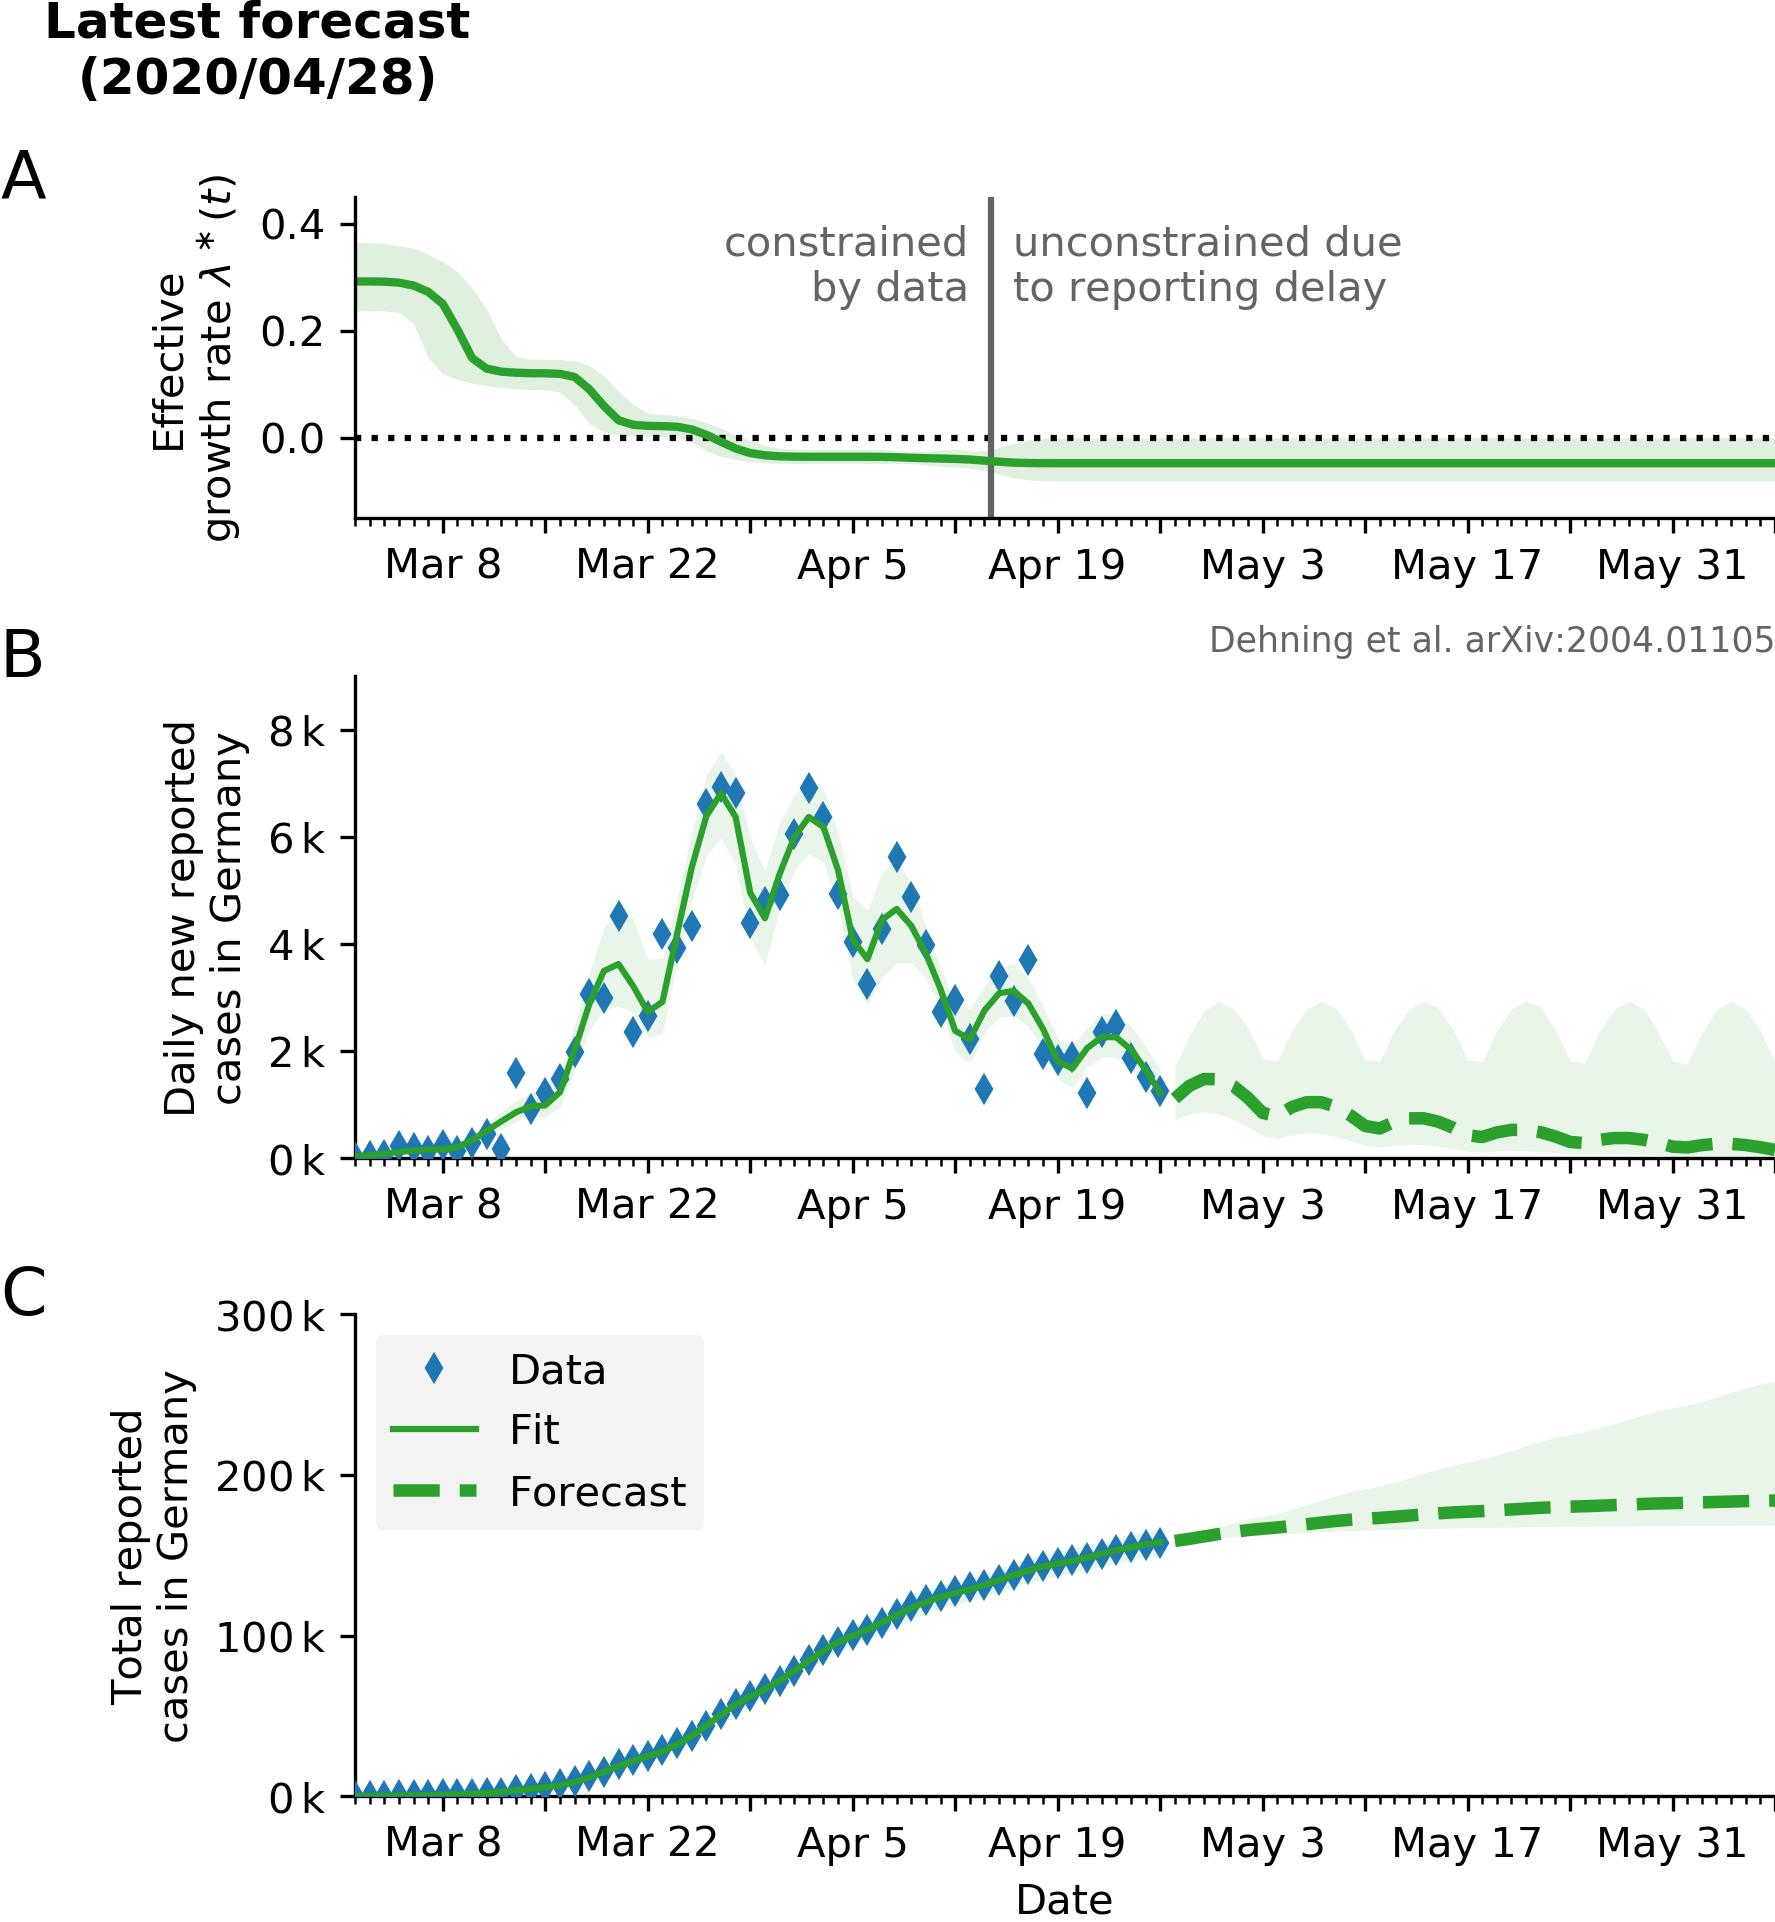 Latest forecast
(2020/04/28)
A
Effective
growth rate λ * (t)
0.4
0.2
0.0
constrained
by data
unconstrained due
to reporting delay
Mar 8 Mar 22 Apr 5 Apr 19 May 3 May 17 May 31
B
Dehning et al. arXiv:2004.01105
Daily new reported
cases in Germany
8 k
6 k
4 k
2 k
0 k
Mar 8 Mar 22 Apr 5 Apr 19 May 3 May 17 May 31
C
Total reported
cases in Germany
300 k
200 k
100 k
0 k
Data
Fit
Forecast
Mar 8 Mar 22 Apr 5 Apr 19 May 3 May 17 May 31
Date